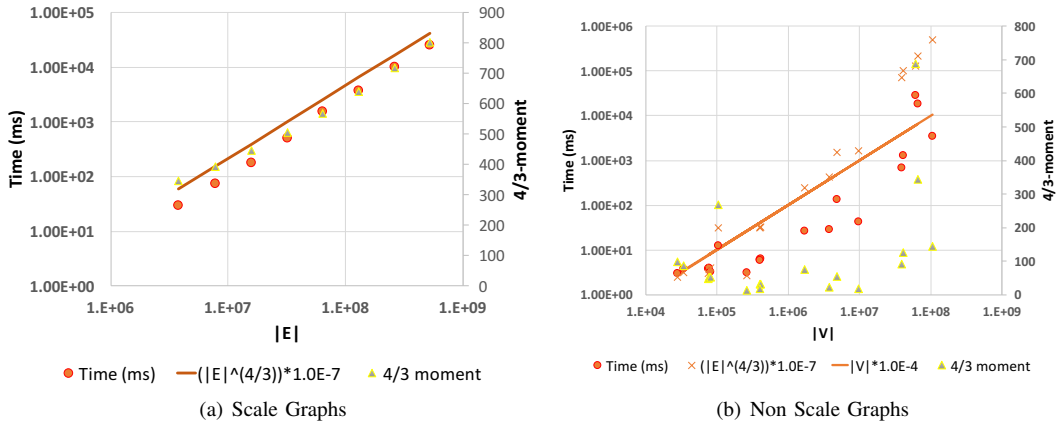 1.00E+05
1.00E+04
1.00E+03
1.00E+02
1.00E+01
1.00E+00
Time (ms)
900
800
700
600
500
400
300
200
100
0
4/3-moment
1.E+06
1.E+07
1.E+08
1.E+09
|E|
Time (ms)
(|E|^(4/3))*1.0E-7
4/3 moment
(a) Scale Graphs
1.00E+06
1.00E+05
1.00E+04
1.00E+03
1.00E+02
1.00E+01
1.00E+00
Time (ms)
800
700
600
500
400
300
200
100
0
4/3-moment
1.E+04
1.E+05
1.E+06
1.E+07
1.E+08
1.E+09
|V|
Time (ms)
(|E|^(4/3))*1.0E-7
|V|*1.0E-4
4/3 moment
(b) Non Scale Graphs